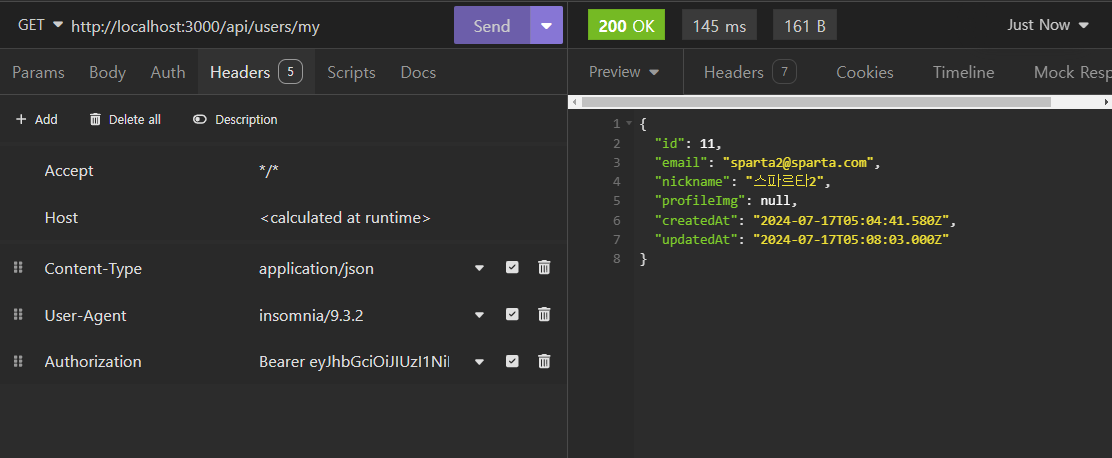 GET http://localhost:3000/api/users/my Send
200 OK 145 ms 161 B Just Now
Params Body Auth Headers 5 Scripts Docs
Preview Headers 7 Cookies Timeline Mock Resp
+ Add Delete all Description
Accept */*
Host <calculated at runtime>
Content-Type application/json
User-Agent insomnia/9.3.2
Authorization Bearer eyJhbGciOiJIUzI1Ni
1 {
2 "id": 11,
3 "email": "sparta2@sparta.com",
4 "nickname": "스파르타2",
5 "profileImg": null,
6 "createdAt": "2024-07-17T05:04:41.580Z",
7 "updatedAt": "2024-07-17T05:08:03.000Z"
8 }